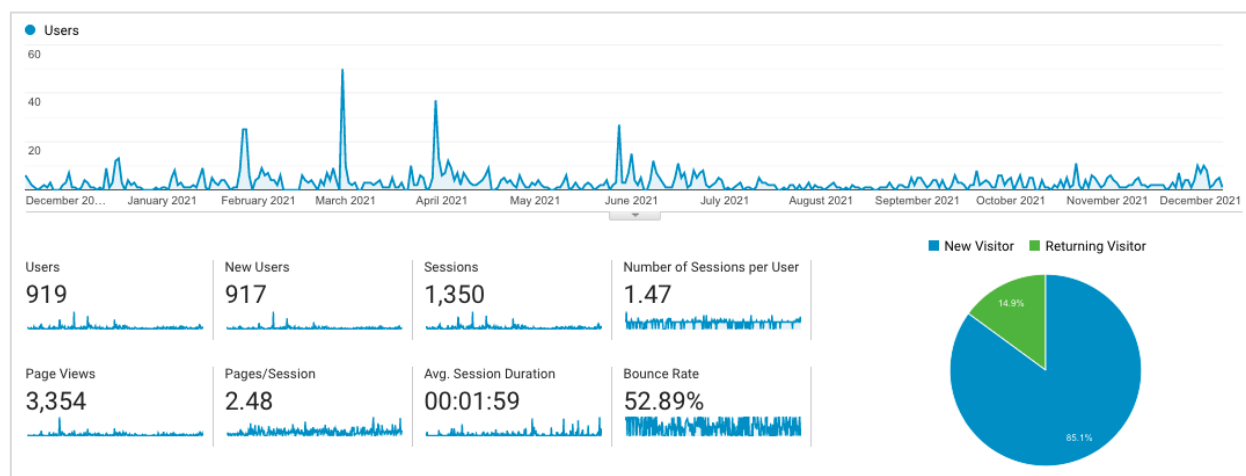 Users
60
40
20
December 20... January 2021 February 2021 March 2021 April 2021 May 2021 June 2021 July 2021 August 2021 September 2021 October 2021 November 2021 December 2021
New Visitor Returning Visitor
Users New Users Sessions Number of Sessions per User
919 917 1,350 1.47
Page Views Pages/Session Avg. Session Duration Bounce Rate
3,354 2.48 00:01:59 52.89%
14.9%
85.1%